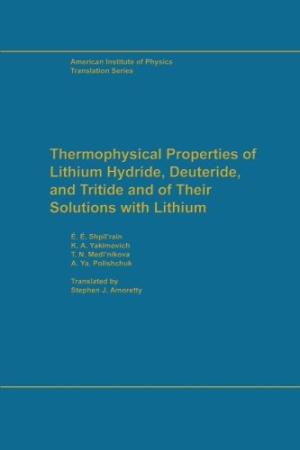 American Institute of Physics
Translation Series
Thermophysical Properties of
Lithium Hydride, Deuteride,
and Tritide and of Their
Solutions with Lithium
É. É. Shpil'rain
K. A. Yakimovich
T. N. Mel'nikova
A. Ya. Polishchuk
Translated by
Stephen J. Amoretty